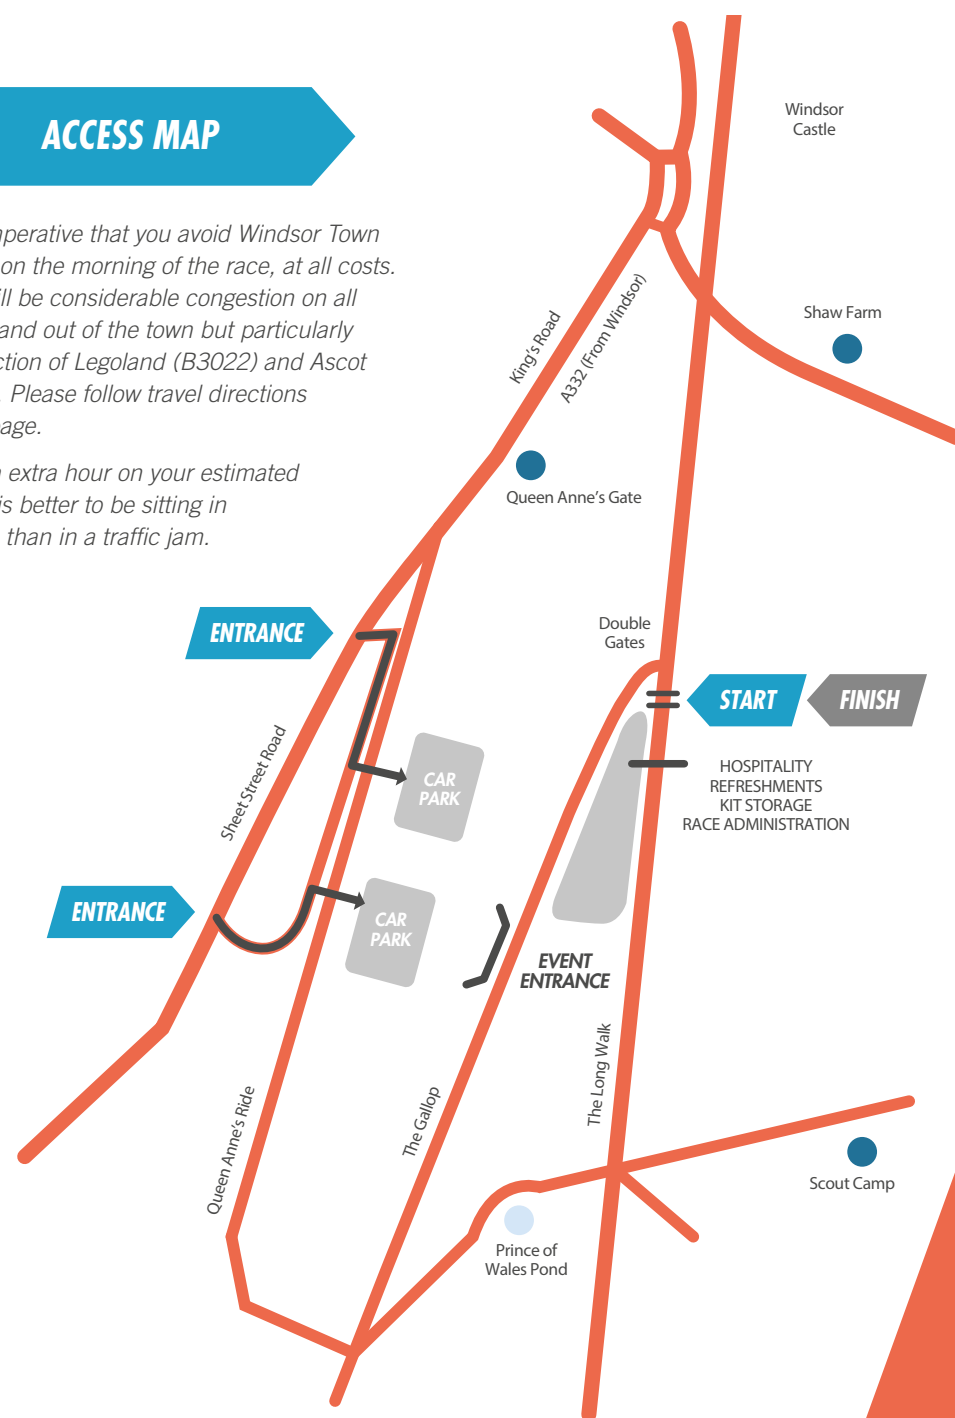 ACCESS MAP
perative that you avoid Windsor Town
on the morning of the race, at all costs.
ll be considerable congestion on all
and out of the town but particularly
ction of Legoland (B3022) and Ascot
. Please follow travel directions
age.
extra hour on your estimated
is better to be sitting in
than in a traffic jam.
Windsor
Castle
Shaw Farm
King's Road
A332 (From Windsor)
Queen Anne's Gate
ENTRANCE
Double
Gates
START
FINISH
HOSPITALITY
REFRESHMENTS
KIT STORAGE
RACE ADMINISTRATION
Sheet Street Road
CAR
PARK
ENTRANCE
CAR
PARK
EVENT
ENTRANCE
The Long Walk
The Gallop
Queen Anne's Ride
Scout Camp
Prince of
Wales Pond